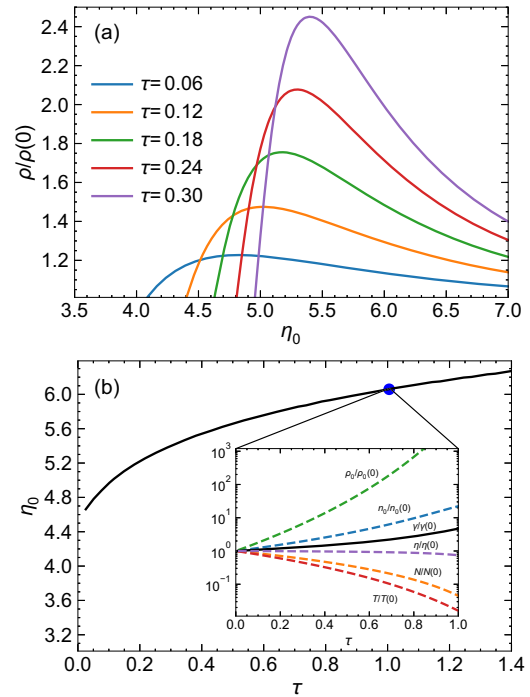 (a)
τ= 0.06
τ= 0.12
τ= 0.18
τ= 0.24
τ= 0.30
ρ/ρ(0)
2.4
2.2
2.0
1.8
1.6
1.4
1.2
3.5 4.0 4.5 5.0 5.5 6.0 6.5 7.0
η₀
(b)
η₀
6.0
5.6
5.2
4.8
4.4
4.0
3.6
3.2
0.0 0.2 0.4 0.6 0.8 1.0 1.2 1.4
τ
10³
10²
10¹
10⁰
10⁻¹
ρ₀/ρ₀(0)
n₀/n₀(0)
γ/γ(0)
η/η(0)
N/N(0)
T/T(0)
0.0 0.2 0.4 0.6 0.8 1.0
τ